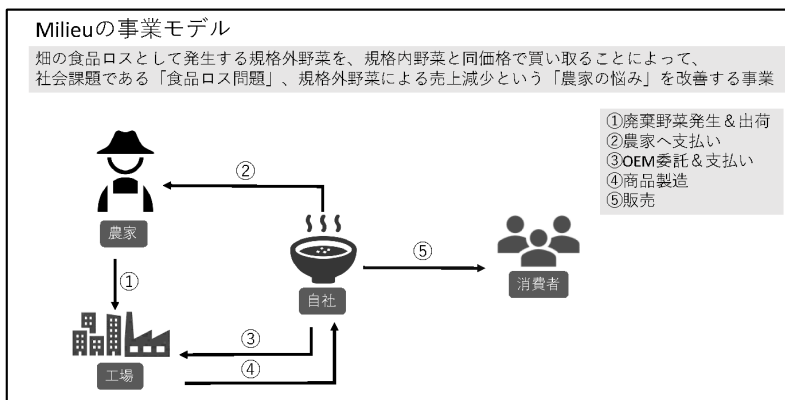 Milieuの事業モデル
畑の食品ロスとして発生する規格外野菜を、規格内野菜と同価格で買い取ることによって、
社会課題である「食品ロス問題」、規格外野菜による売上減少という「農家の悩み」を改善する事業
①廃棄野菜発生＆出荷
②農家へ支払い
③OEM委託＆支払い
④商品製造
⑤販売
②
農家
⑤
自社
消費者
①
③
④
工場